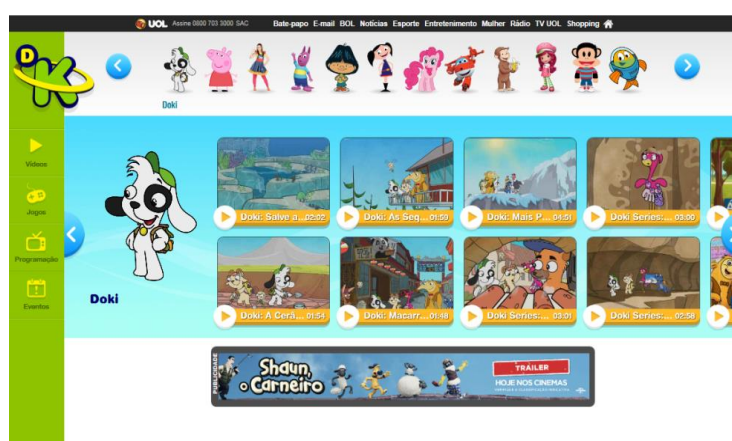 UOL Assine 0800 703 3000 SAC Bate-papo E-mail BOL Notícias Esporte Entretenimento Mulher Rádio TV UOL Shopping
DK
Doki
Vídeos
Jogos
Programação
Eventos
Doki
Doki: Salve a... 02:02
Doki: As Seg... 01:59
Doki: Mais P... 04:51
Doki Series:... 03:00
Doki: A Cerâ... 01:54
Doki: Macarr... 01:48
Doki Series:... 03:01
Doki Series:... 02:58
PUBLICIDADE
Shaun,
o Carneiro
TRAILER
HOJE NOS CINEMAS